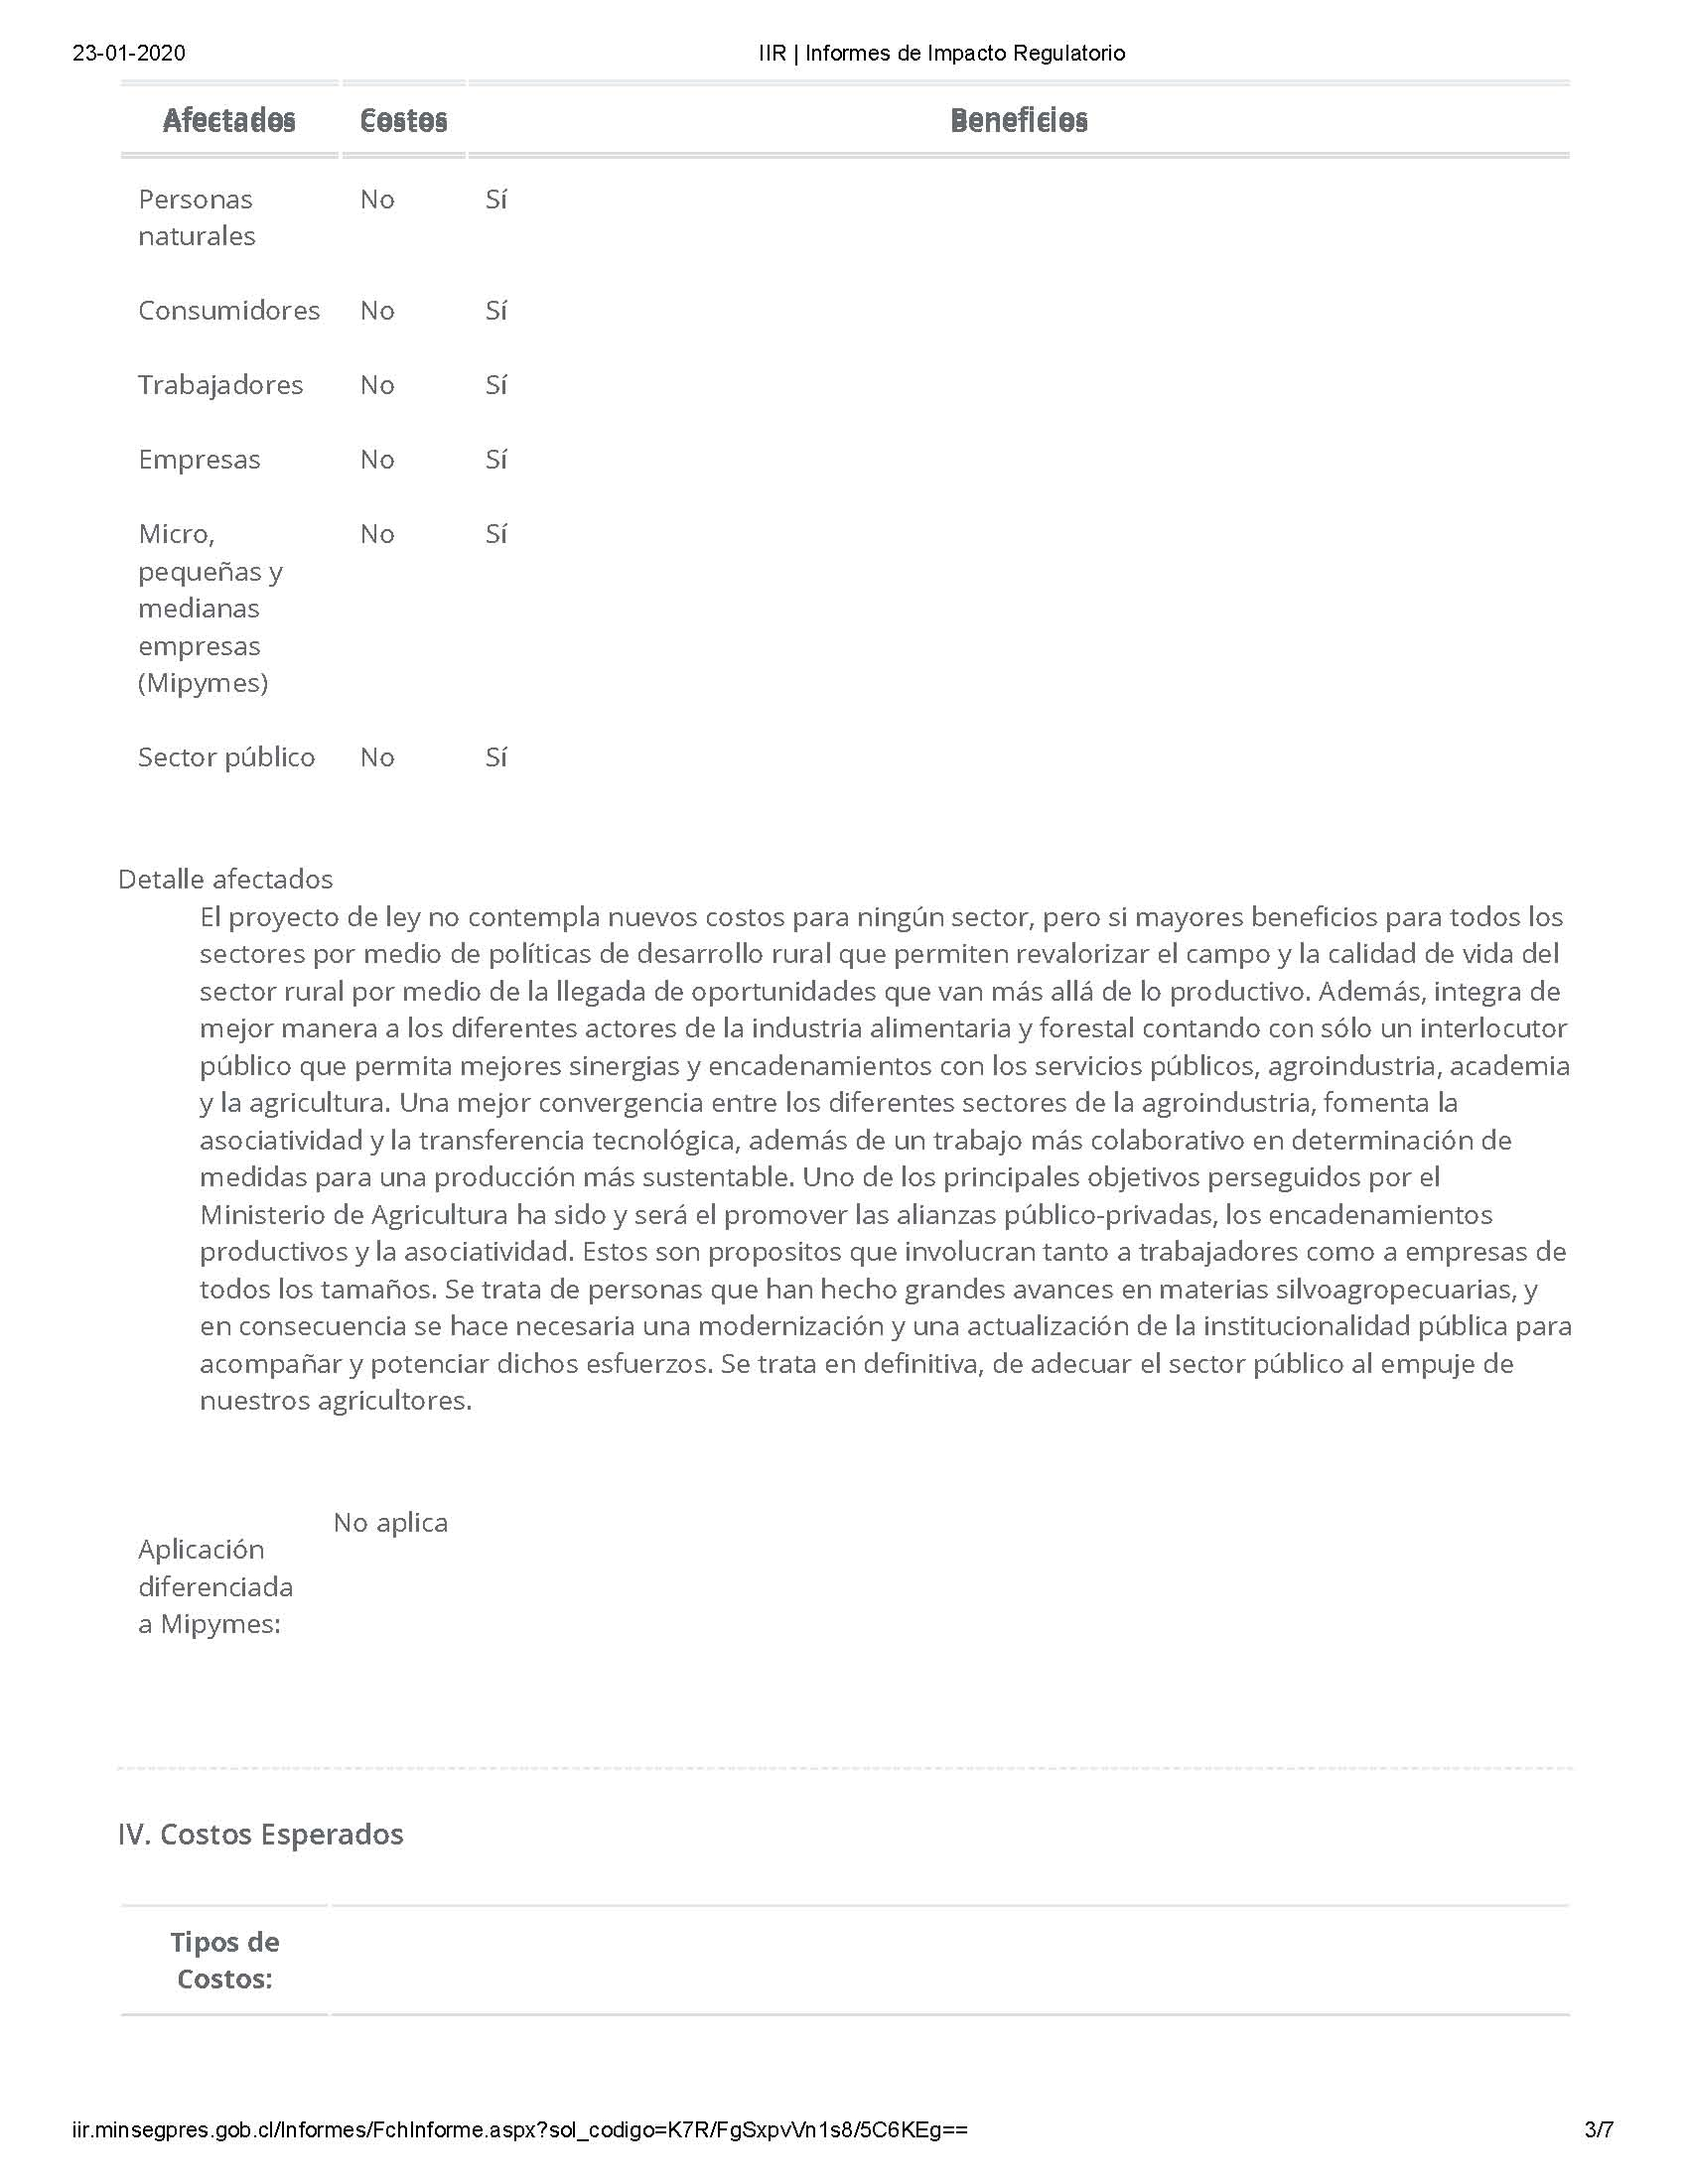 23-01-2020 IIR | Informes de Impacto Regulatorio
Afectados Costos Beneficios
Personas No Sí
naturales
Consumidores No Sí
Trabajadores No Sí
Empresas No Sí
Micro, No Sí
pequeñas y
medianas
empresas
(Mipymes)
Sector público No Sí
Detalle afectados
El proyecto de ley no contempla nuevos costos para ningún sector, pero si mayores beneficios para todos los
sectores por medio de políticas de desarrollo rural que permiten revalorizar el campo y la calidad de vida del
sector rural por medio de la llegada de oportunidades que van más allá de lo productivo. Además, integra de
mejor manera a los diferentes actores de la industria alimentaria y forestal contando con sólo un interlocutor
público que permita mejores sinergias y encadenamientos con los servicios públicos, agroindustria, academia
y la agricultura. Una mejor convergencia entre los diferentes sectores de la agroindustria, fomenta la
asociatividad y la transferencia tecnológica, además de un trabajo más colaborativo en determinación de
medidas para una producción más sustentable. Uno de los principales objetivos perseguidos por el
Ministerio de Agricultura ha sido y será el promover las alianzas público-privadas, los encadenamientos
productivos y la asociatividad. Estos son propositos que involucran tanto a trabajadores como a empresas de
todos los tamaños. Se trata de personas que han hecho grandes avances en materias silvoagropecuarias, y
en consecuencia se hace necesaria una modernización y una actualización de la institucionalidad pública para
acompañar y potenciar dichos esfuerzos. Se trata en definitiva, de adecuar el sector público al empuje de
nuestros agricultores.
No aplica
Aplicación
diferenciada
a Mipymes:
IV. Costos Esperados
Tipos de
Costos:
iir.minsegpres.gob.cl/Informes/FchInforme.aspx?sol_codigo=K7R/FgSxpvVn1s8/5C6KEg== 3/7